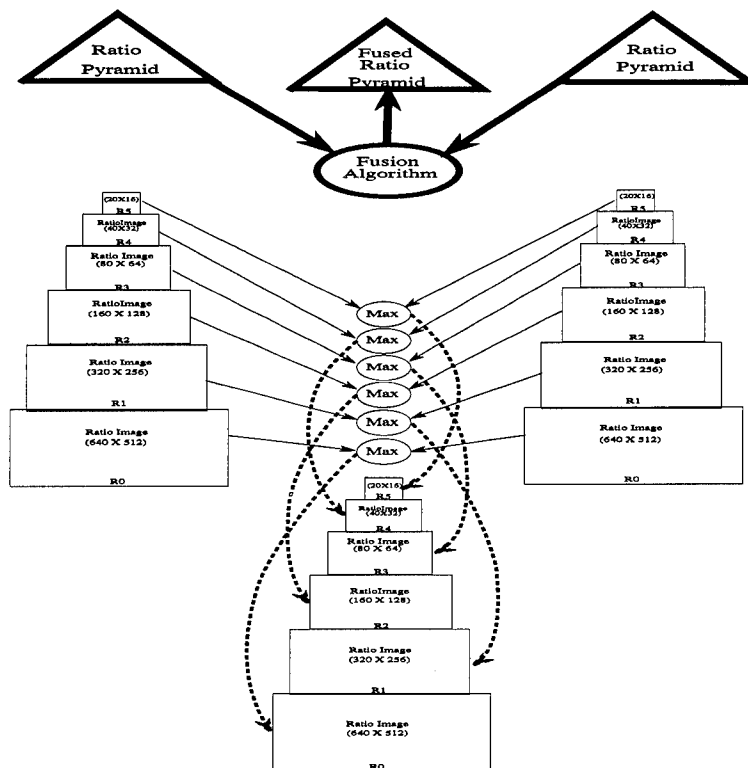 Ratio
Pyramid
Fused
Ratio
Pyramid
Ratio
Pyramid
Fusion
Algorithm
(20X16)
R5
RatioImage
(40X32)
R4
Ratio Image
(80 X 64)
R3
RatioImage
(160 X 128)
R2
Ratio Image
(320 X 256)
R1
Ratio Image
(640 X 512)
R0
Max
Max
Max
Max
Max
Max
(20X16)
R5
RatioImage
(40X32)
R4
Ratio Image
(80 X 64)
R3
RatioImage
(160 X 128)
R2
Ratio Image
(320 X 256)
R1
Ratio Image
(640 X 512)
R0
(20X16)
R5
RatioImage
(40X32)
R4
Ratio Image
(80 X 64)
R3
RatioImage
(160 X 128)
R2
Ratio Image
(320 X 256)
R1
Ratio Image
(640 X 512)
R0